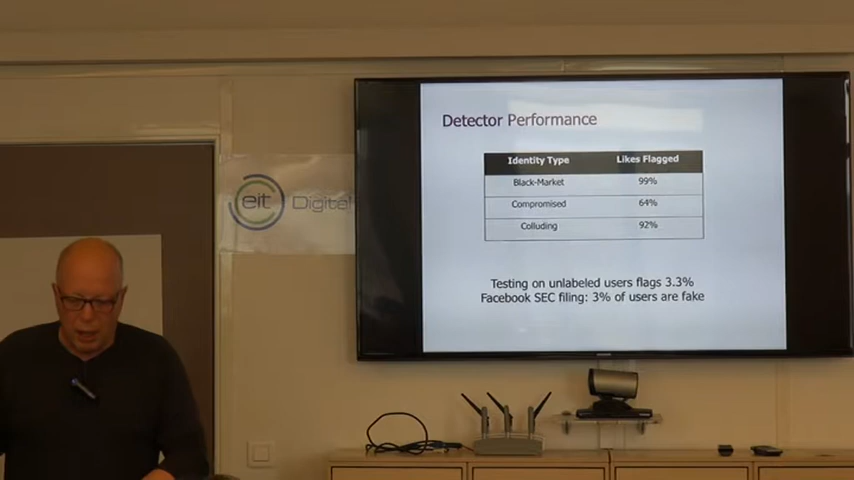 Detector Performance
Identity Type Likes Flagged
Black-Market 99%
Compromised 64%
Colluding 92%
Testing on unlabeled users flags 3.3%
Facebook SEC filing: 3% of users are fake
eit Digital